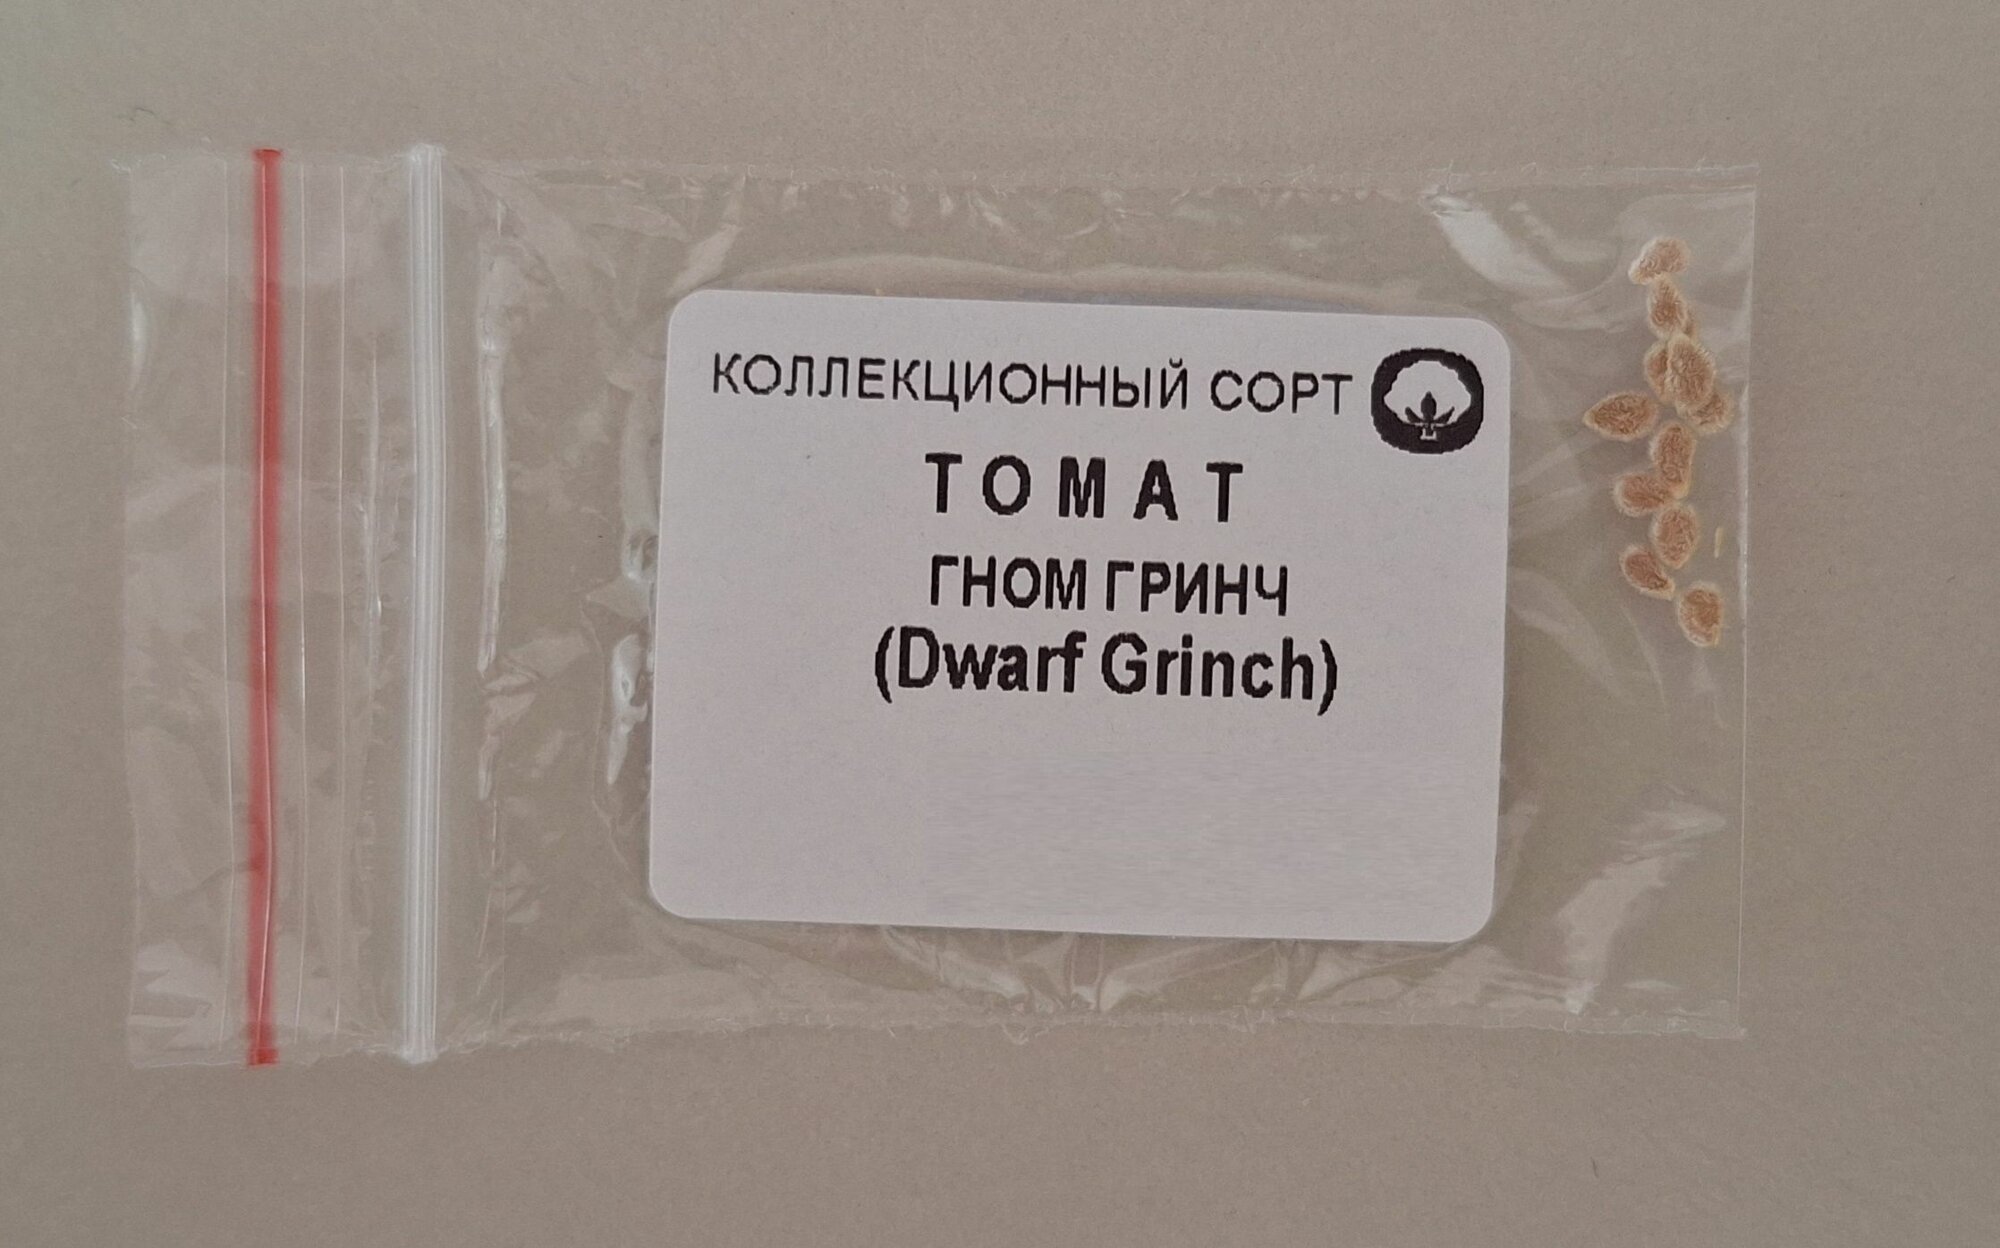 КОЛЛЕКЦИОННЫЙ СОРТ
ТОМАТ
ГНОМ ГРИНЧ
(Dwarf Grinch)